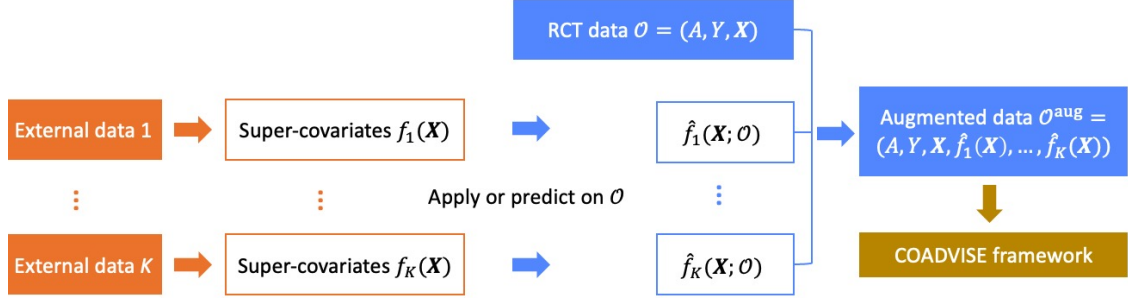 RCT data 𝒪 = (A, Y, X)
External data 1
Super-covariates f₁(X)
f̂₁(X; 𝒪)
Augmented data 𝒪ᵃᵘᵍ =
(A, Y, X, f̂₁(X), ..., f̂_K(X))
⋮ ⋮ ⋮
Apply or predict on 𝒪
External data K
Super-covariates f_K(X)
f̂_K(X; 𝒪)
COADVISE framework